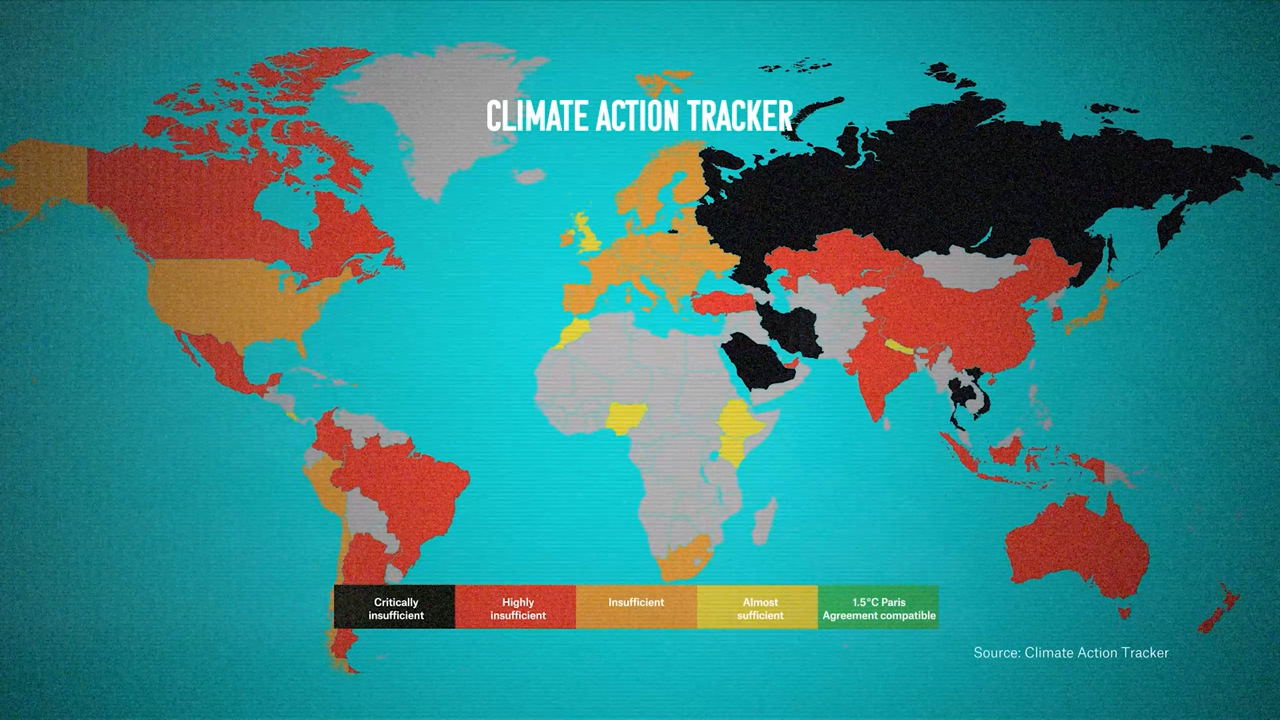 CLIMATE ACTION TRACKER
Critically
insufficient
Highly
insufficient
Insufficient
Almost
sufficient
1.5°C Paris
Agreement compatible
Source: Climate Action Tracker